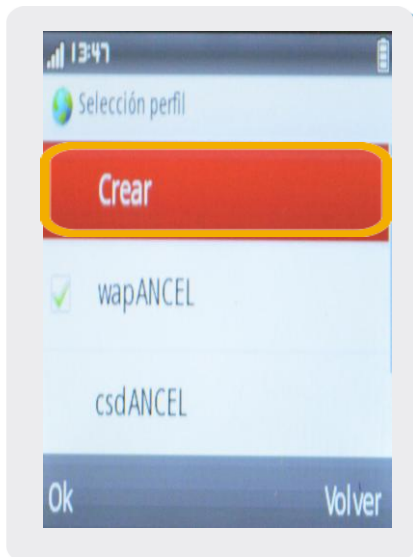 13:47
Selección perfil
Crear
wapANCEL
csdANCEL
Ok Volver